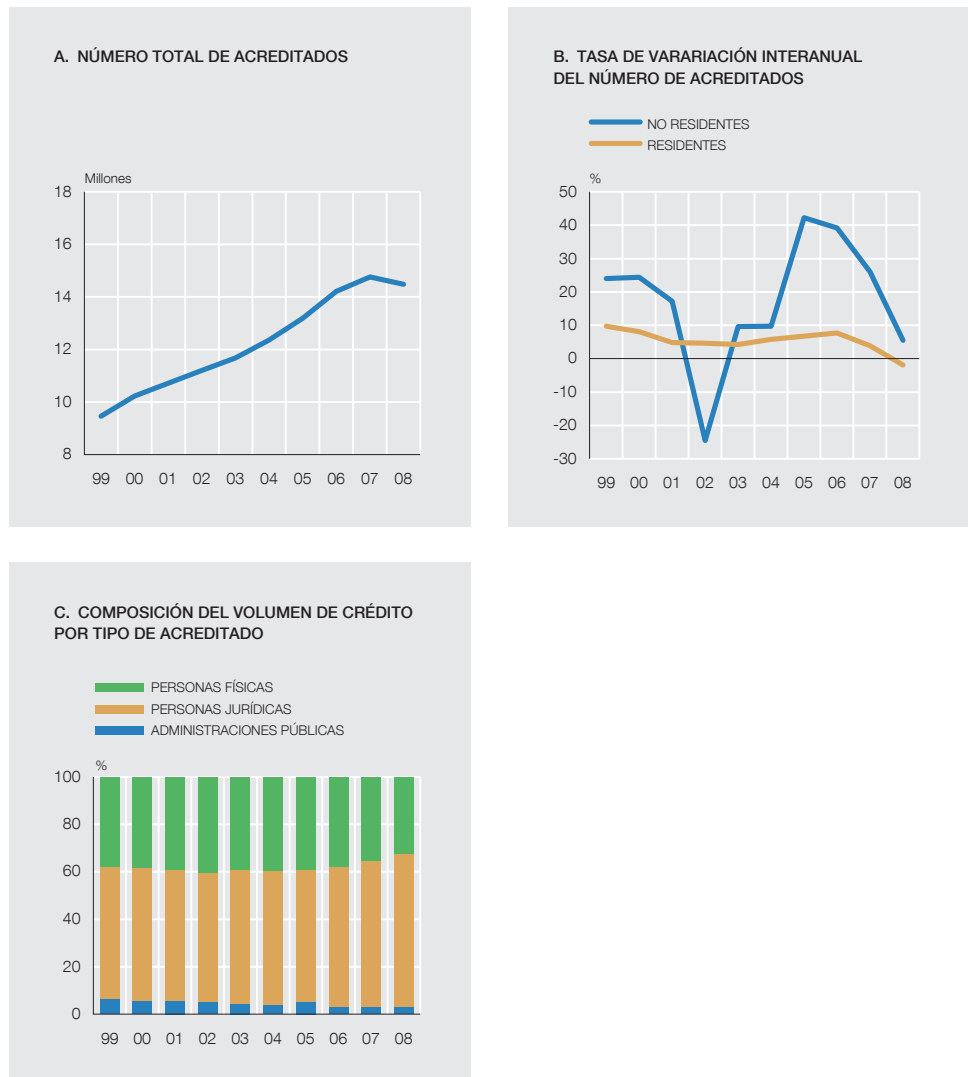 A. NÚMERO TOTAL DE ACREDITADOS
Millones
18
16
14
12
10
8
99 00 01 02 03 04 05 06 07 08
B. TASA DE VARARIACIÓN INTERANUAL
DEL NÚMERO DE ACREDITADOS
NO RESIDENTES
RESIDENTES
%
50
40
30
20
10
0
-10
-20
-30
99 00 01 02 03 04 05 06 07 08
C. COMPOSICIÓN DEL VOLUMEN DE CRÉDITO
POR TIPO DE ACREDITADO
PERSONAS FÍSICAS
PERSONAS JURÍDICAS
ADMINISTRACIONES PÚBLICAS
%
100
80
60
40
20
0
99 00 01 02 03 04 05 06 07 08